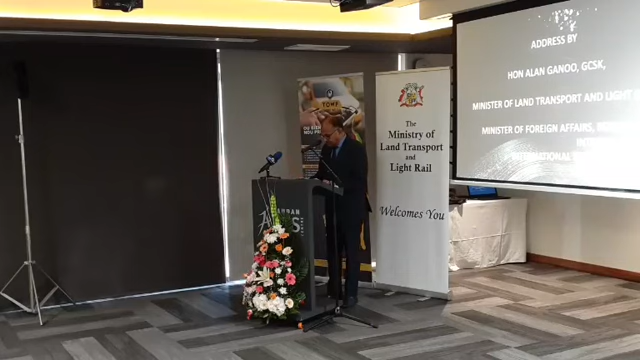 ADDRESS BY
HON ALAN GANOO, GCSK,
MINISTER OF LAND TRANSPORT AND LIGHT
MINISTER OF FOREIGN AFFAIRS,
The
Ministry of
Land Transport
and
Light Rail
Welcomes You